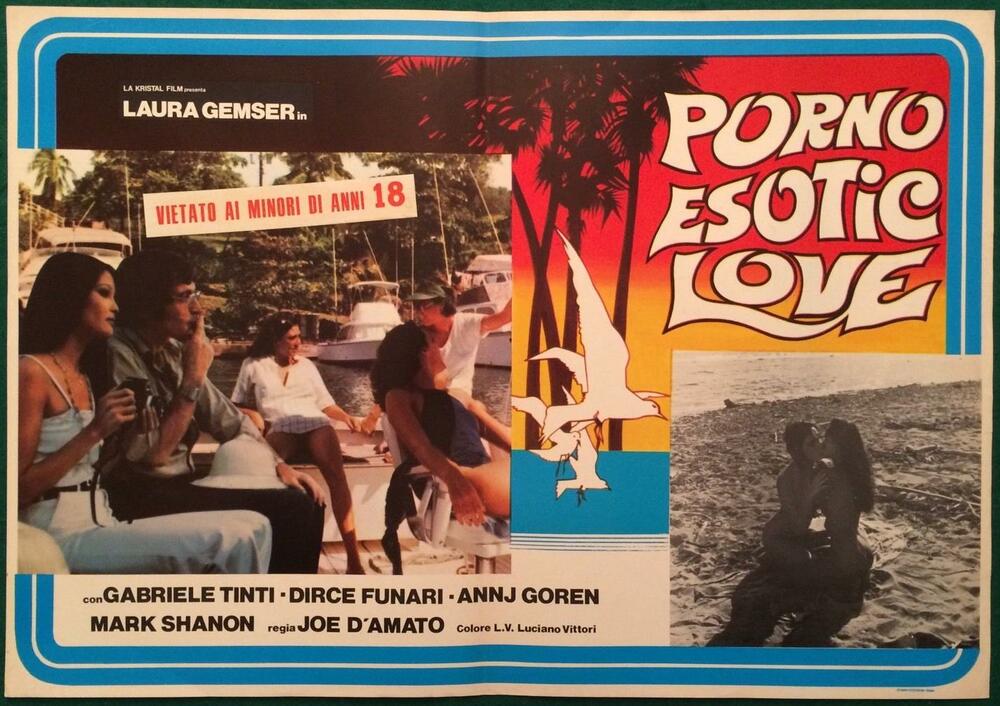 LA KRISTAL FILM presenta
LAURA GEMSER in
VIETATO AI MINORI DI ANNI 18
PORNO
ESOTIC
LOVE
con GABRIELE TINTI · DIRCE FUNARI · ANNJ GOREN
MARK SHANON regia JOE D'AMATO Colore L.V. Luciano Vittori